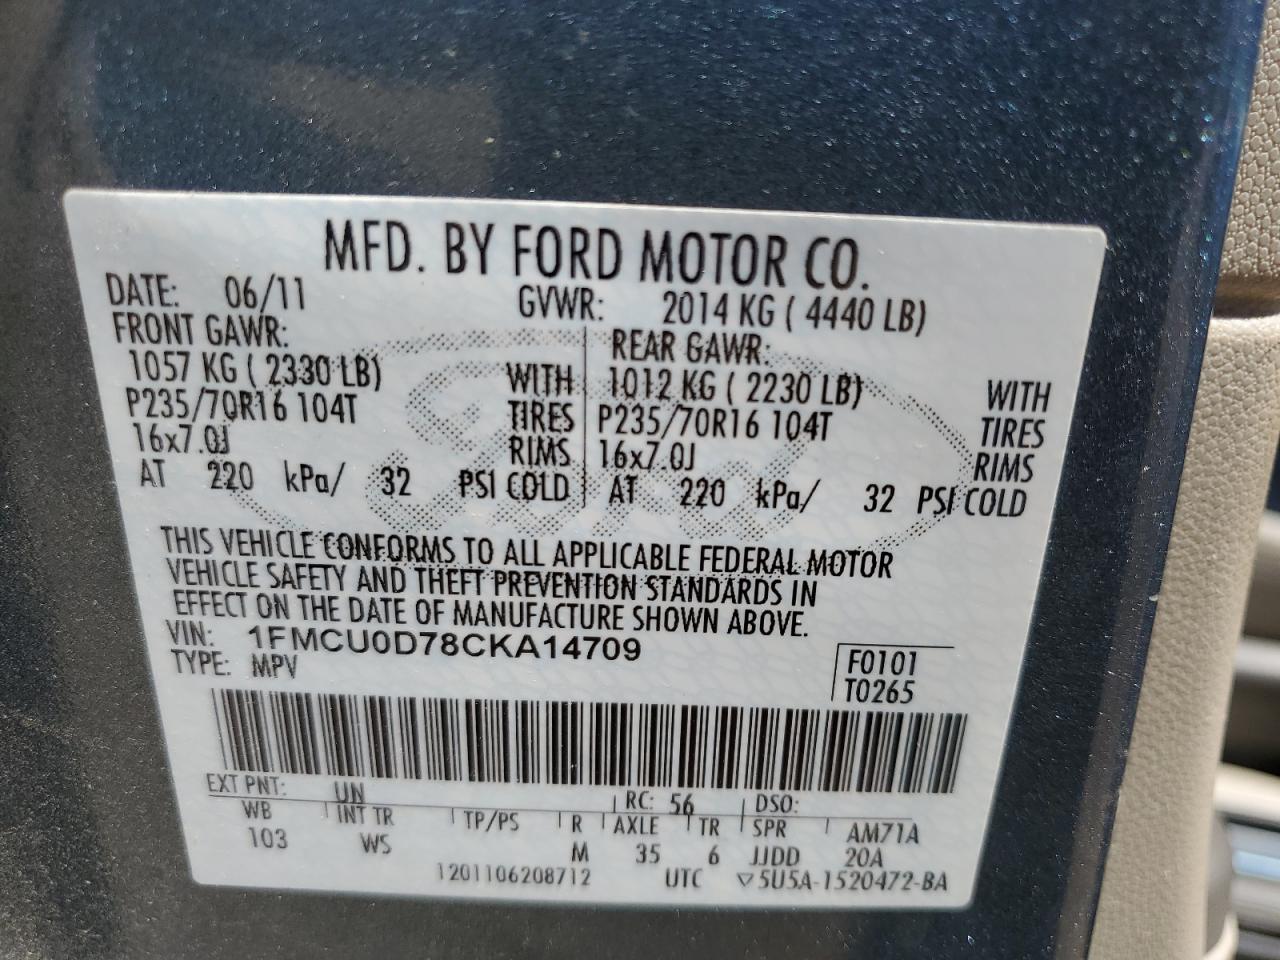 MFD. BY FORD MOTOR CO.
DATE: 06/11 GVWR: 2014 KG ( 4440 LB)
FRONT GAWR: REAR GAWR:
1057 KG ( 2330 LB) WITH 1012 KG ( 2230 LB) WITH
P235/70R16 104T TIRES P235/70R16 104T TIRES
16x7.0J RIMS 16x7.0J RIMS
AT 220 kPa/ 32 PSI COLD AT 220 kPa/ 32 PSI COLD
Ford
THIS VEHICLE CONFORMS TO ALL APPLICABLE FEDERAL MOTOR
VEHICLE SAFETY AND THEFT PREVENTION STANDARDS IN
EFFECT ON THE DATE OF MANUFACTURE SHOWN ABOVE.
VIN: 1FMCU0D78CKA14709
TYPE: MPV
F0101
T0265
EXT PNT: UN RC: 56 DSO:
WB INT TR TP/PS R AXLE TR SPR AM71A
103 WS M 35 6 JJDD 20A
1201106208712 UTC ▽5U5A-1520472-BA